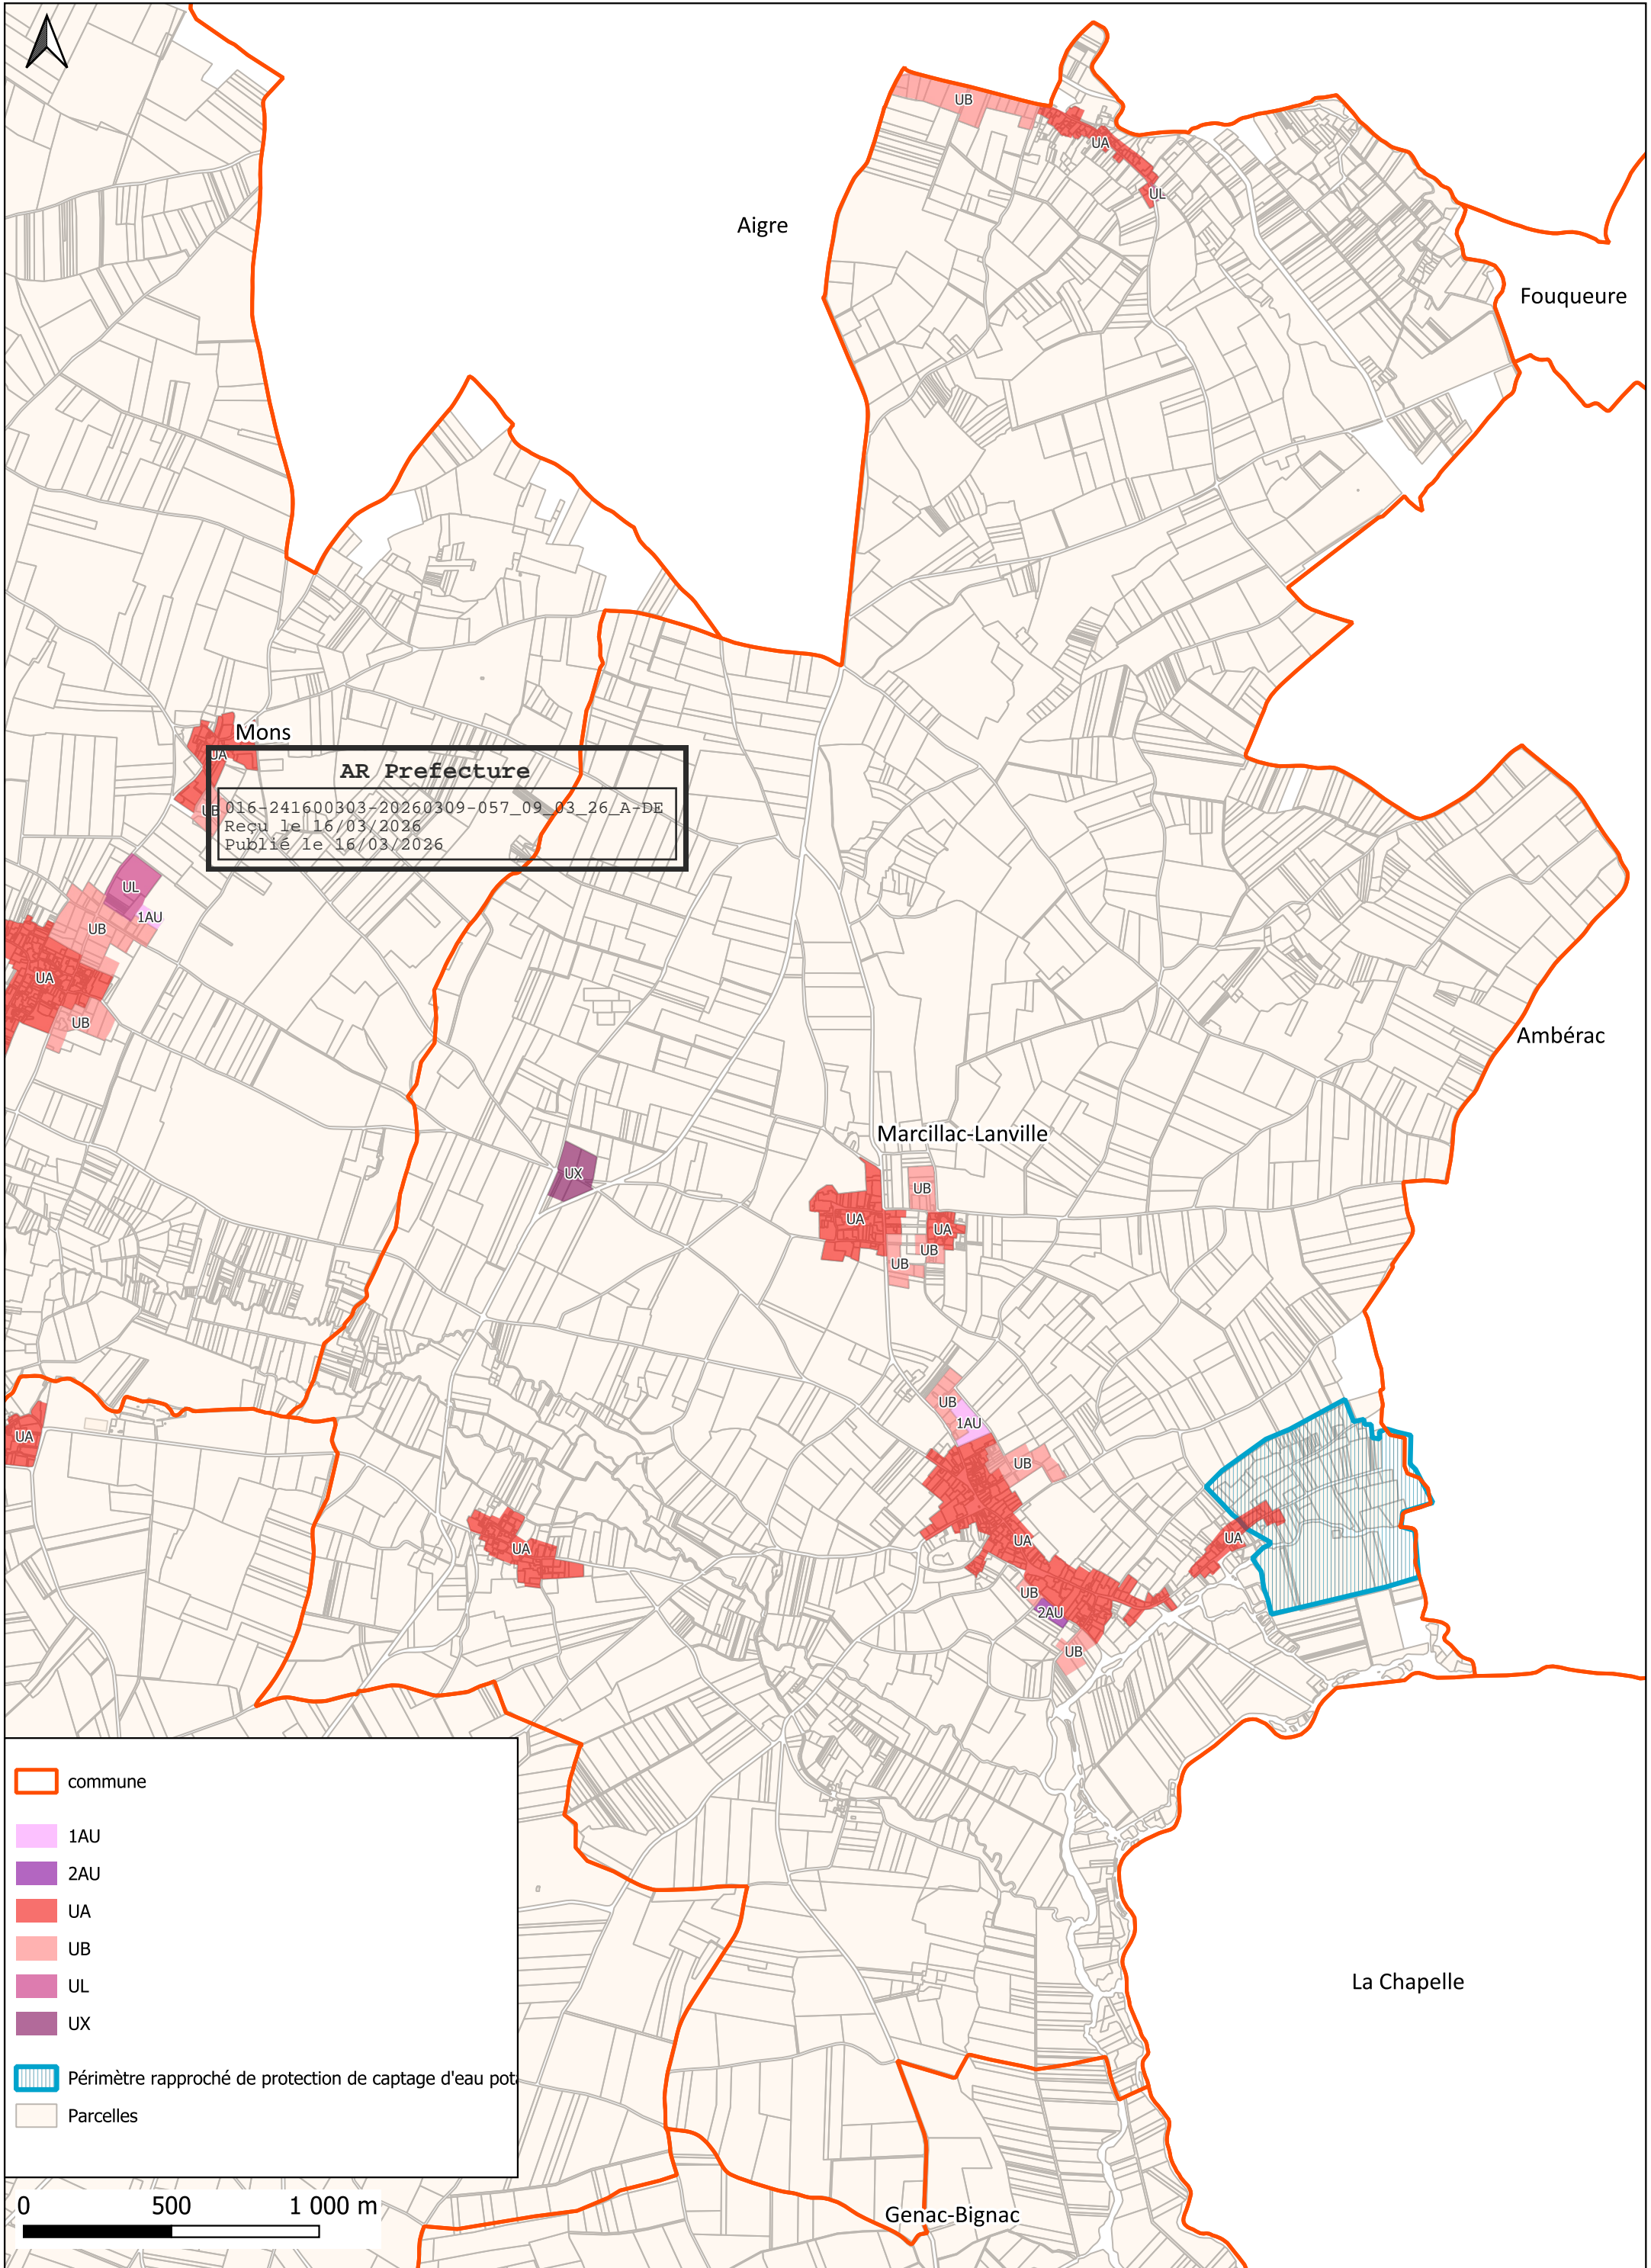 UB
UA
UL
Aigre
Fouqueure
Mons
UA
AR Prefecture
UB
016-241600303-20260309-057_09_03_26_A-DE
Reçu le 16/03/2026
Publié le 16/03/2026
UL
1AU
UB
UA
UB
Ambérac
Marcillac-Lanville
UX
UB
UA
UA
UB
UB
UB
1AU
UA
UB
UA
UA
UA
UB
2AU
UB
commune
1AU
2AU
UA
UB
UL
UX
Périmètre rapproché de protection de captage d'eau pot
Parcelles
La Chapelle
0 500 1 000 m
Genac-Bignac